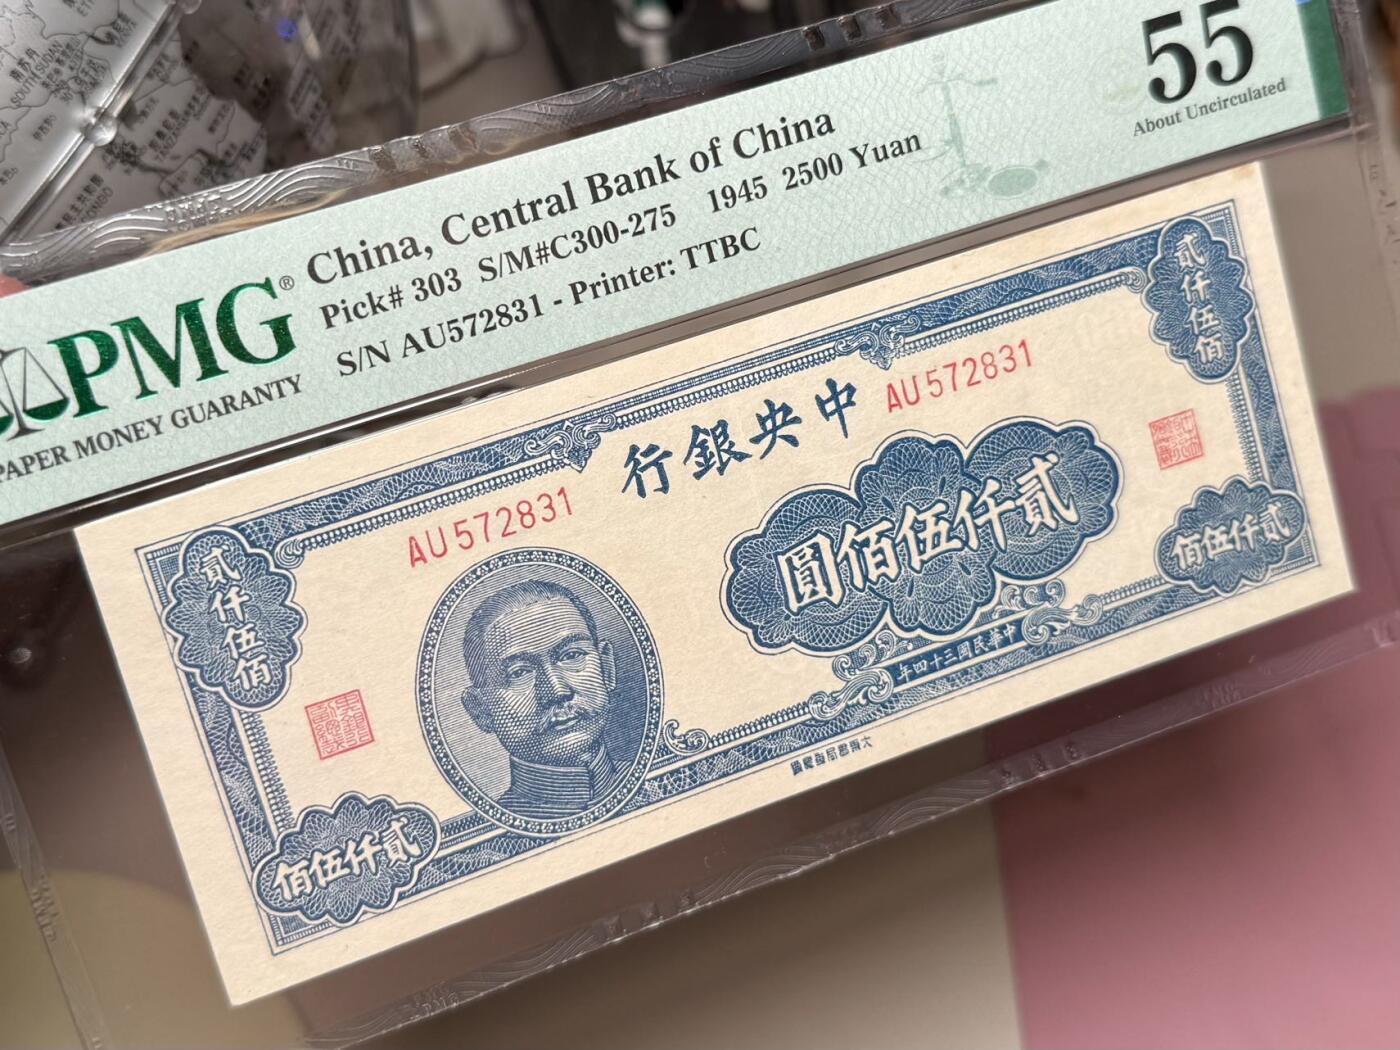 55
About Uncirculated
China, Central Bank of China
Pick# 303 S/M#C300-275 1945 2500 Yuan
S/N AU572831 - Printer: TTBC
PMG®
PAPER MONEY GUARANTY
行銀央中
AU572831
AU572831
貳仟伍佰
貳仟伍佰
圓佰伍仟貳
年四十三國民華中
佰伍仟貳
佰伍仟貳